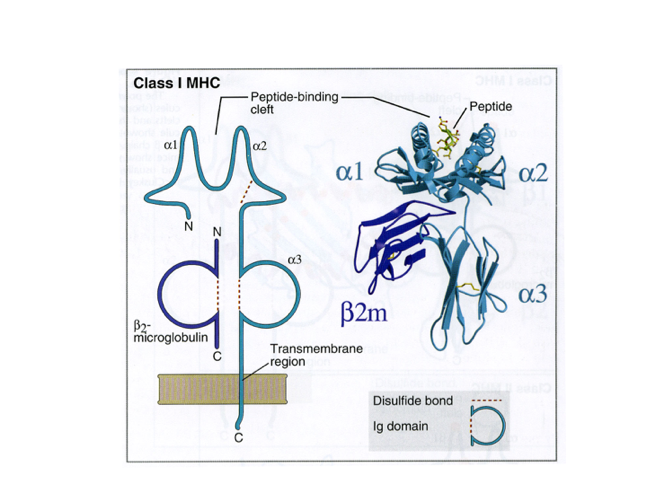 Class I MHC
Peptide-binding
cleft
Peptide
α1
α2
N
α1
α2
N
α3
β2-
microglobulin
C
β2m
α3
Transmembrane
region
C
Disulfide bond
Ig domain